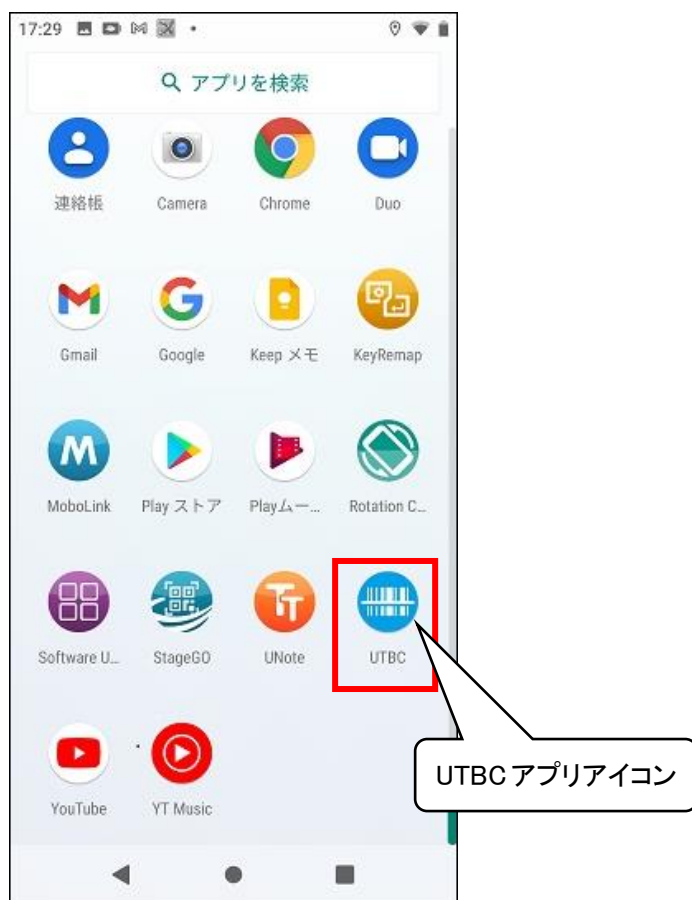 17:29
アプリを検索
連絡帳 Camera Chrome Duo
Gmail Google Keep メモ KeyRemap
MoboLink Play ストア Playムー... Rotation C...
Software U... StageGO UNote UTBC
UTBC アプリアイコン
YouTube YT Music